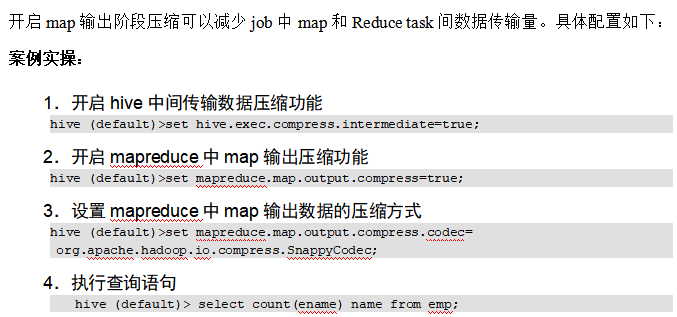 开启 map 输出阶段压缩可以减少 job 中 map 和 Reduce task 间数据传输量。具体配置如下：
案例实操：
1．开启 hive 中间传输数据压缩功能
hive (default)>set hive.exec.compress.intermediate=true;
2．开启 mapreduce 中 map 输出压缩功能
hive (default)>set mapreduce.map.output.compress=true;
3．设置 mapreduce 中 map 输出数据的压缩方式
hive (default)>set mapreduce.map.output.compress.codec=
org.apache.hadoop.io.compress.SnappyCodec;
4．执行查询语句
hive (default)> select count(ename) name from emp;